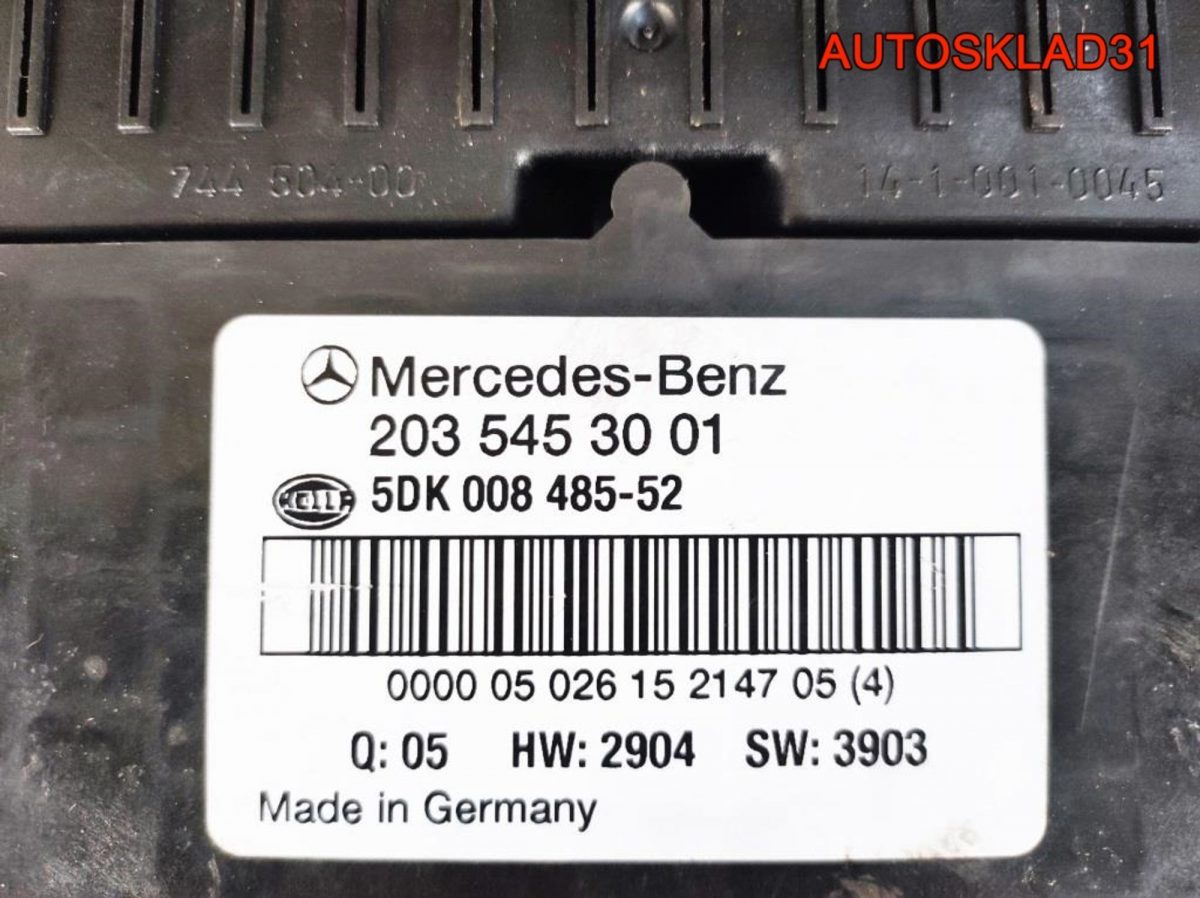 AUTOSKLAD31
744 504-00
14-1-001-0045
Mercedes-Benz
203 545 30 01
HELLA
5DK 008 485-52
0000 05 026 15 2147 05 (4)
Q: 05 HW: 2904 SW: 3903
Made in Germany